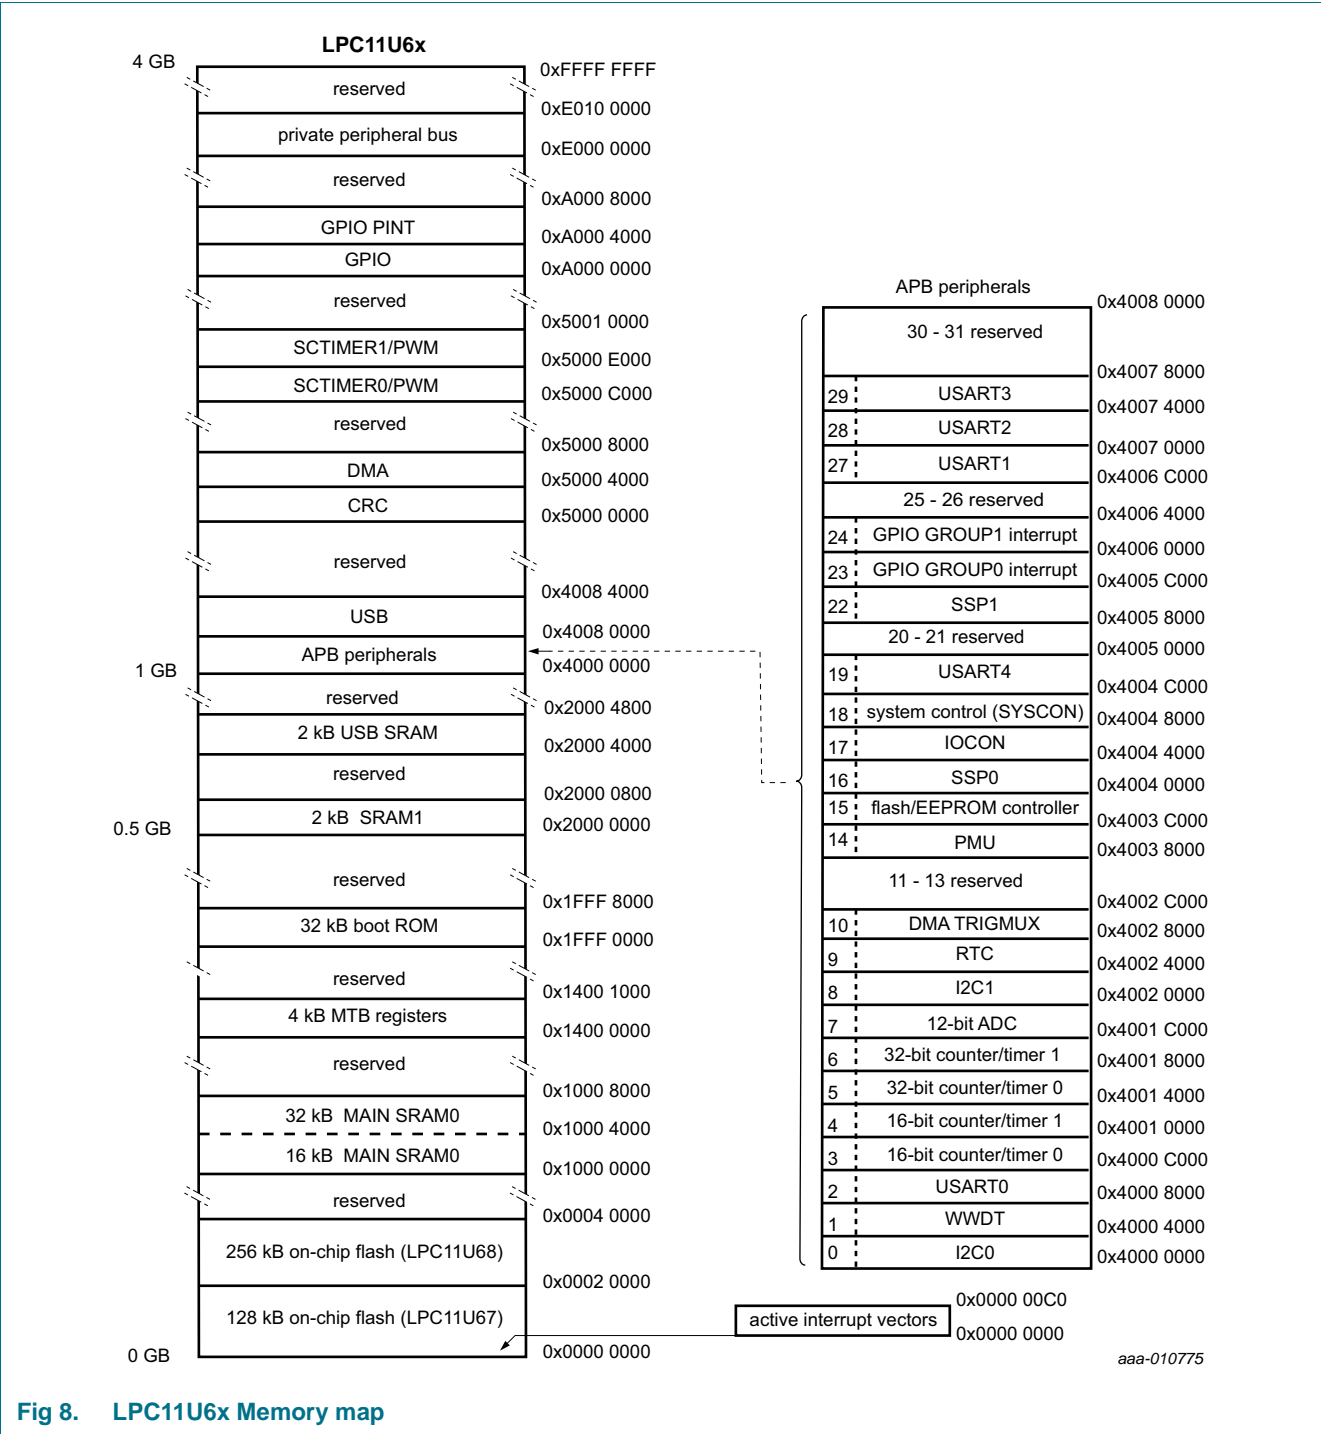 LPC11U6x
4 GB
0xFFFF FFFF
reserved
0xE010 0000
private peripheral bus
0xE000 0000
reserved
0xA000 8000
GPIO PINT
0xA000 4000
GPIO
0xA000 0000
reserved
0x5001 0000
SCTIMER1/PWM
0x5000 E000
SCTIMER0/PWM
0x5000 C000
reserved
0x5000 8000
DMA
0x5000 4000
CRC
0x5000 0000
reserved
0x4008 4000
USB
0x4008 0000
APB peripherals
1 GB
0x4000 0000
reserved
0x2000 4800
2 kB USB SRAM
0x2000 4000
reserved
0x2000 0800
2 kB SRAM1
0.5 GB
0x2000 0000
reserved
0x1FFF 8000
32 kB boot ROM
0x1FFF 0000
reserved
0x1400 1000
4 kB MTB registers
0x1400 0000
reserved
0x1000 8000
32 kB MAIN SRAM0
0x1000 4000
16 kB MAIN SRAM0
0x1000 0000
reserved
0x0004 0000
256 kB on-chip flash (LPC11U68)
0x0002 0000
128 kB on-chip flash (LPC11U67)
0 GB
0x0000 0000
APB peripherals
0x4008 0000
30 - 31 reserved
0x4007 8000
29 USART3
0x4007 4000
28 USART2
0x4007 0000
27 USART1
0x4006 C000
25 - 26 reserved
0x4006 4000
24 GPIO GROUP1 interrupt
0x4006 0000
23 GPIO GROUP0 interrupt
0x4005 C000
22 SSP1
0x4005 8000
20 - 21 reserved
0x4005 0000
19 USART4
0x4004 C000
18 system control (SYSCON)
0x4004 8000
17 IOCON
0x4004 4000
16 SSP0
0x4004 0000
15 flash/EEPROM controller
0x4003 C000
14 PMU
0x4003 8000
11 - 13 reserved
0x4002 C000
10 DMA TRIGMUX
0x4002 8000
9 RTC
0x4002 4000
8 I2C1
0x4002 0000
7 12-bit ADC
0x4001 C000
6 32-bit counter/timer 1
0x4001 8000
5 32-bit counter/timer 0
0x4001 4000
4 16-bit counter/timer 1
0x4001 0000
3 16-bit counter/timer 0
0x4000 C000
2 USART0
0x4000 8000
1 WWDT
0x4000 4000
0 I2C0
0x4000 0000
0x0000 00C0
active interrupt vectors
0x0000 0000
aaa-010775
Fig 8. LPC11U6x Memory map